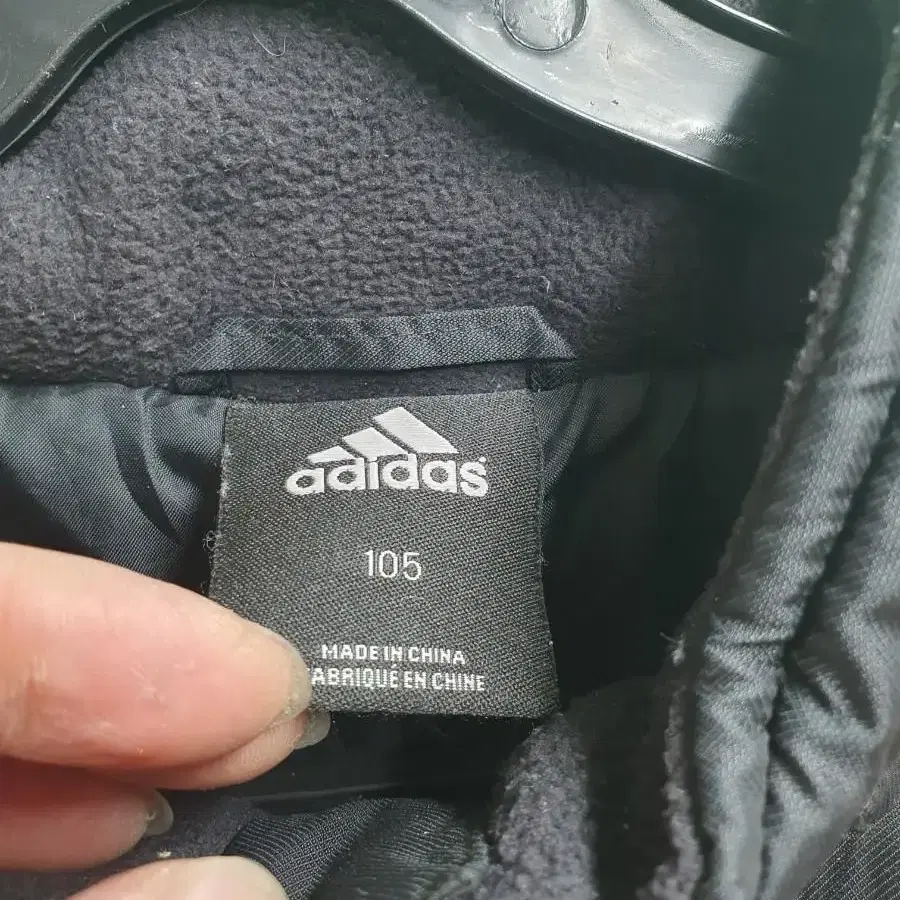 adidas
105
MADE IN CHINA
FABRIQUÉ EN CHINE